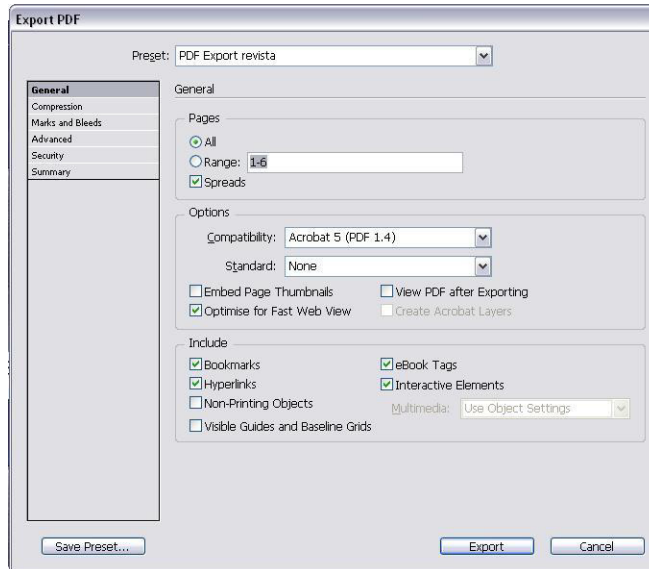 Export PDF
Preset: PDF Export revista
General
Compression
Marks and Bleeds
Advanced
Security
Summary
General
Pages
All
Range: 1-6
Spreads
Options
Compatibility: Acrobat 5 (PDF 1.4)
Standard: None
Embed Page Thumbnails View PDF after Exporting
Optimise for Fast Web View Create Acrobat Layers
Include
Bookmarks eBook Tags
Hyperlinks Interactive Elements
Non-Printing Objects Multimedia: Use Object Settings
Visible Guides and Baseline Grids
Save Preset... Export Cancel